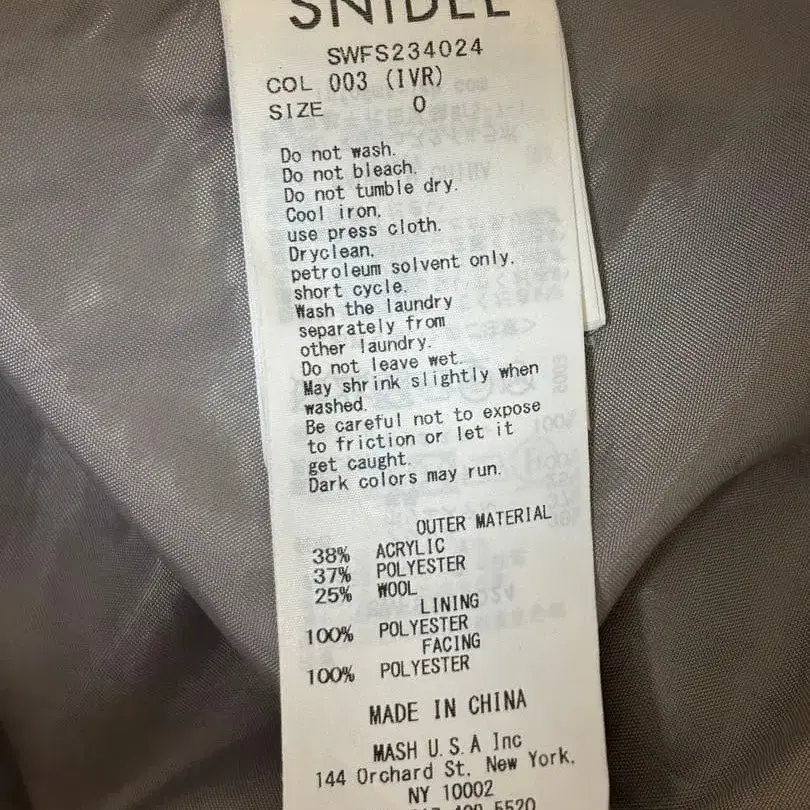 SNIDEL
SWFS234024
COL 003 (IVR)
SIZE 0
Do not wash.
Do not bleach.
Do not tumble dry.
Cool iron.
use press cloth.
Dryclean.
petroleum solvent only.
short cycle.
Wash the laundry
separately from
other laundry.
Do not leave wet.
May shrink slightly when
washed.
Be careful not to expose
to friction or let it
get caught.
Dark colors may run.
OUTER MATERIAL
38% ACRYLIC
37% POLYESTER
25% WOOL
LINING
100% POLYESTER
FACING
100% POLYESTER
MADE IN CHINA
MASH U.S.A Inc
144 Orchard St. New York.
NY 10002
5520